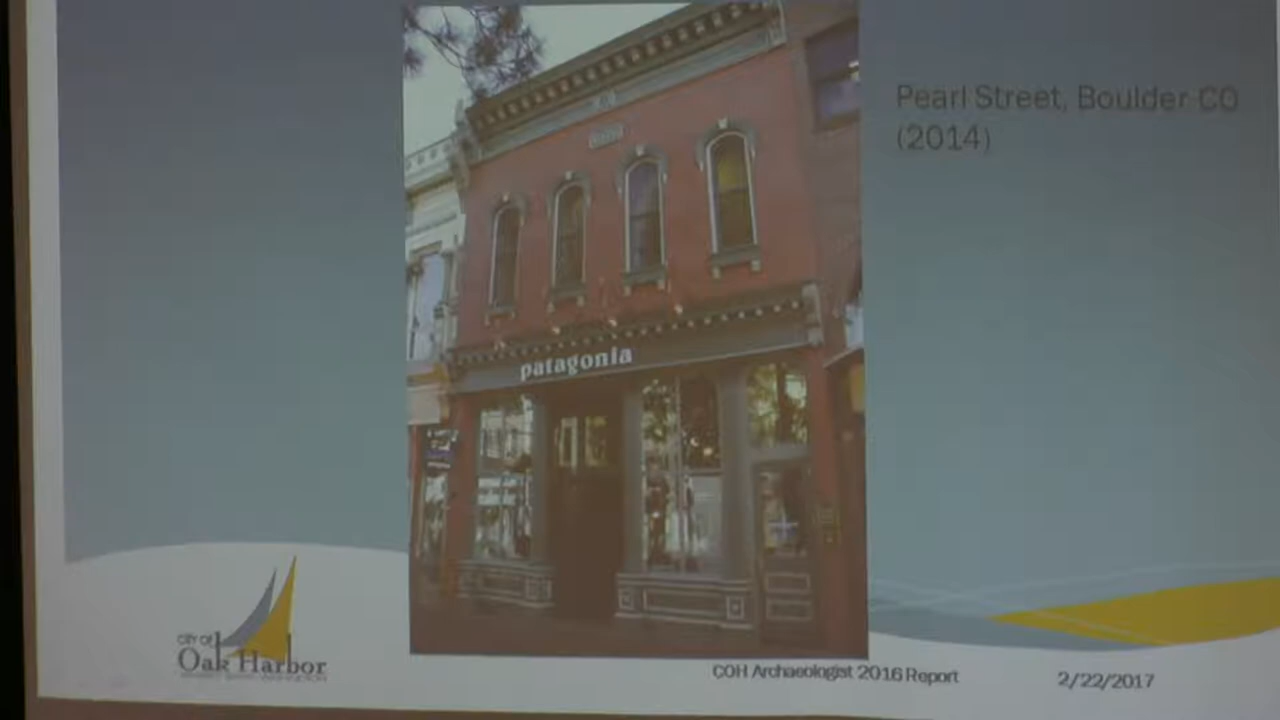 Pearl Street, Boulder CO
(2014)
patagonia
CITY OF
Oak Harbor
COH Archaeologist 2016 Report
2/22/2017